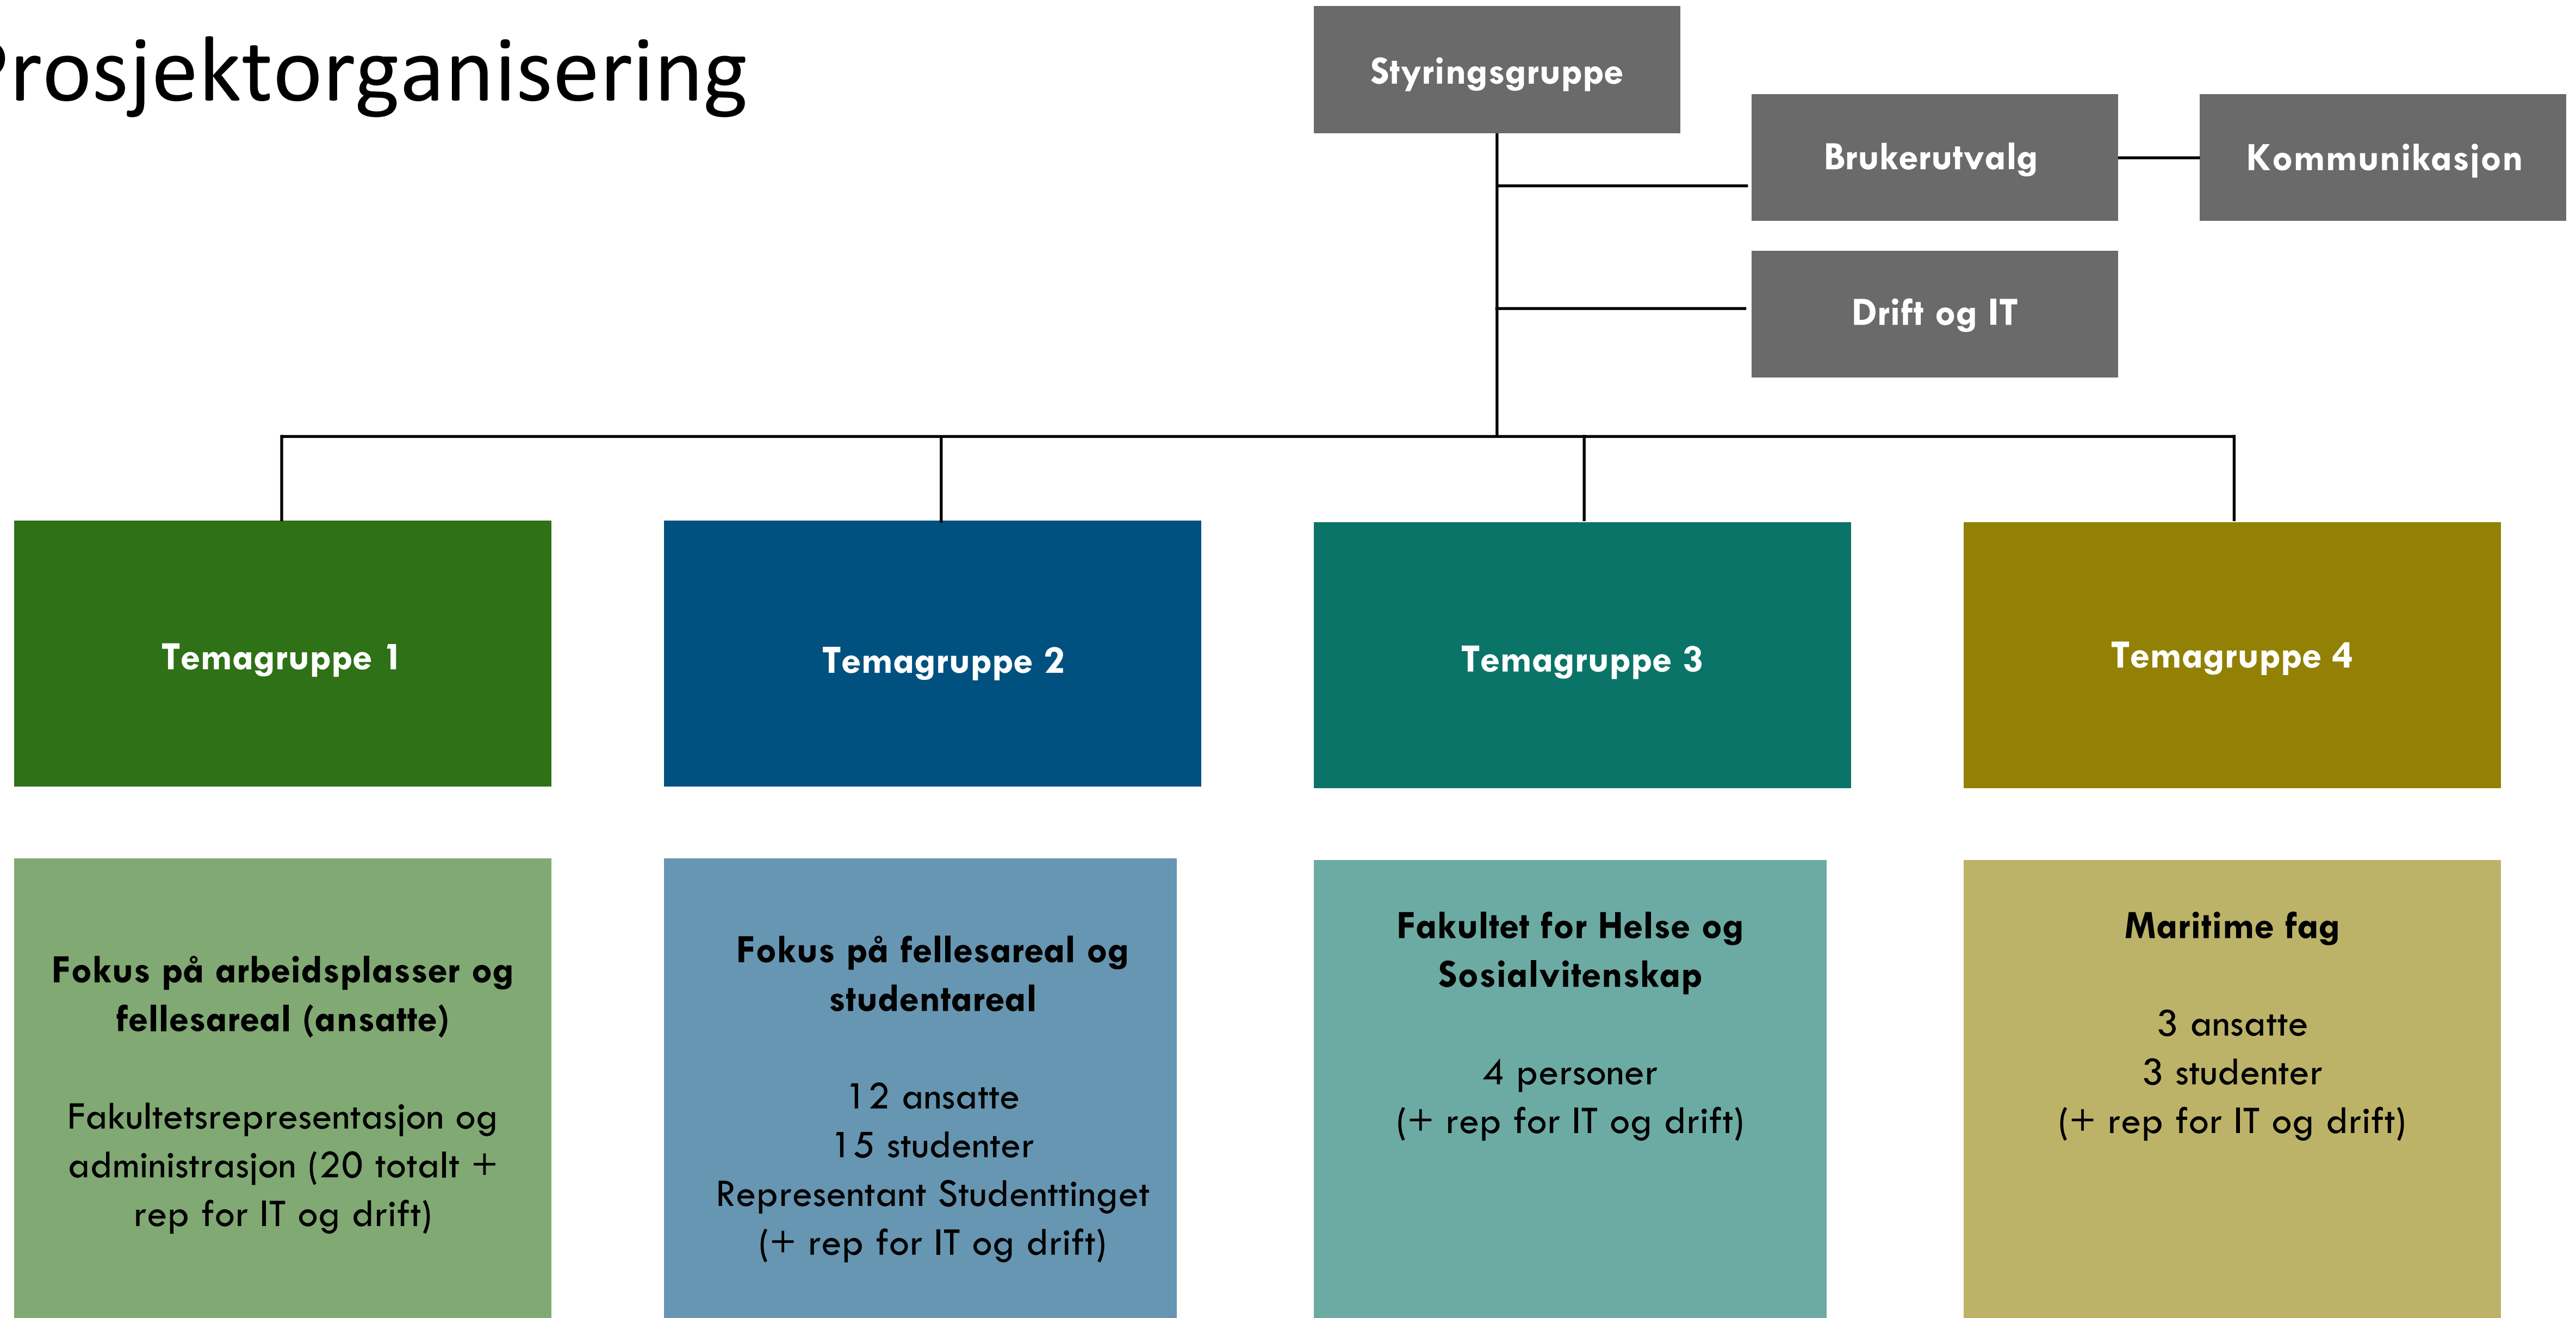 Prosjektorganisering
Styringsgruppe
Brukerutvalg
Kommunikasjon
Drift og IT
Temagruppe 1
Temagruppe 2
Temagruppe 3
Temagruppe 4
Fokus på arbeidsplasser og
fellesareal (ansatte)
Fakultetsrepresentasjon og
administrasjon (20 totalt +
rep for IT og drift)
Fokus på fellesareal og
studentareal
12 ansatte
15 studenter
Representant Studenttinget
(+ rep for IT og drift)
Fakultet for Helse og
Sosialvitenskap
4 personer
(+ rep for IT og drift)
Maritime fag
3 ansatte
3 studenter
(+ rep for IT og drift)